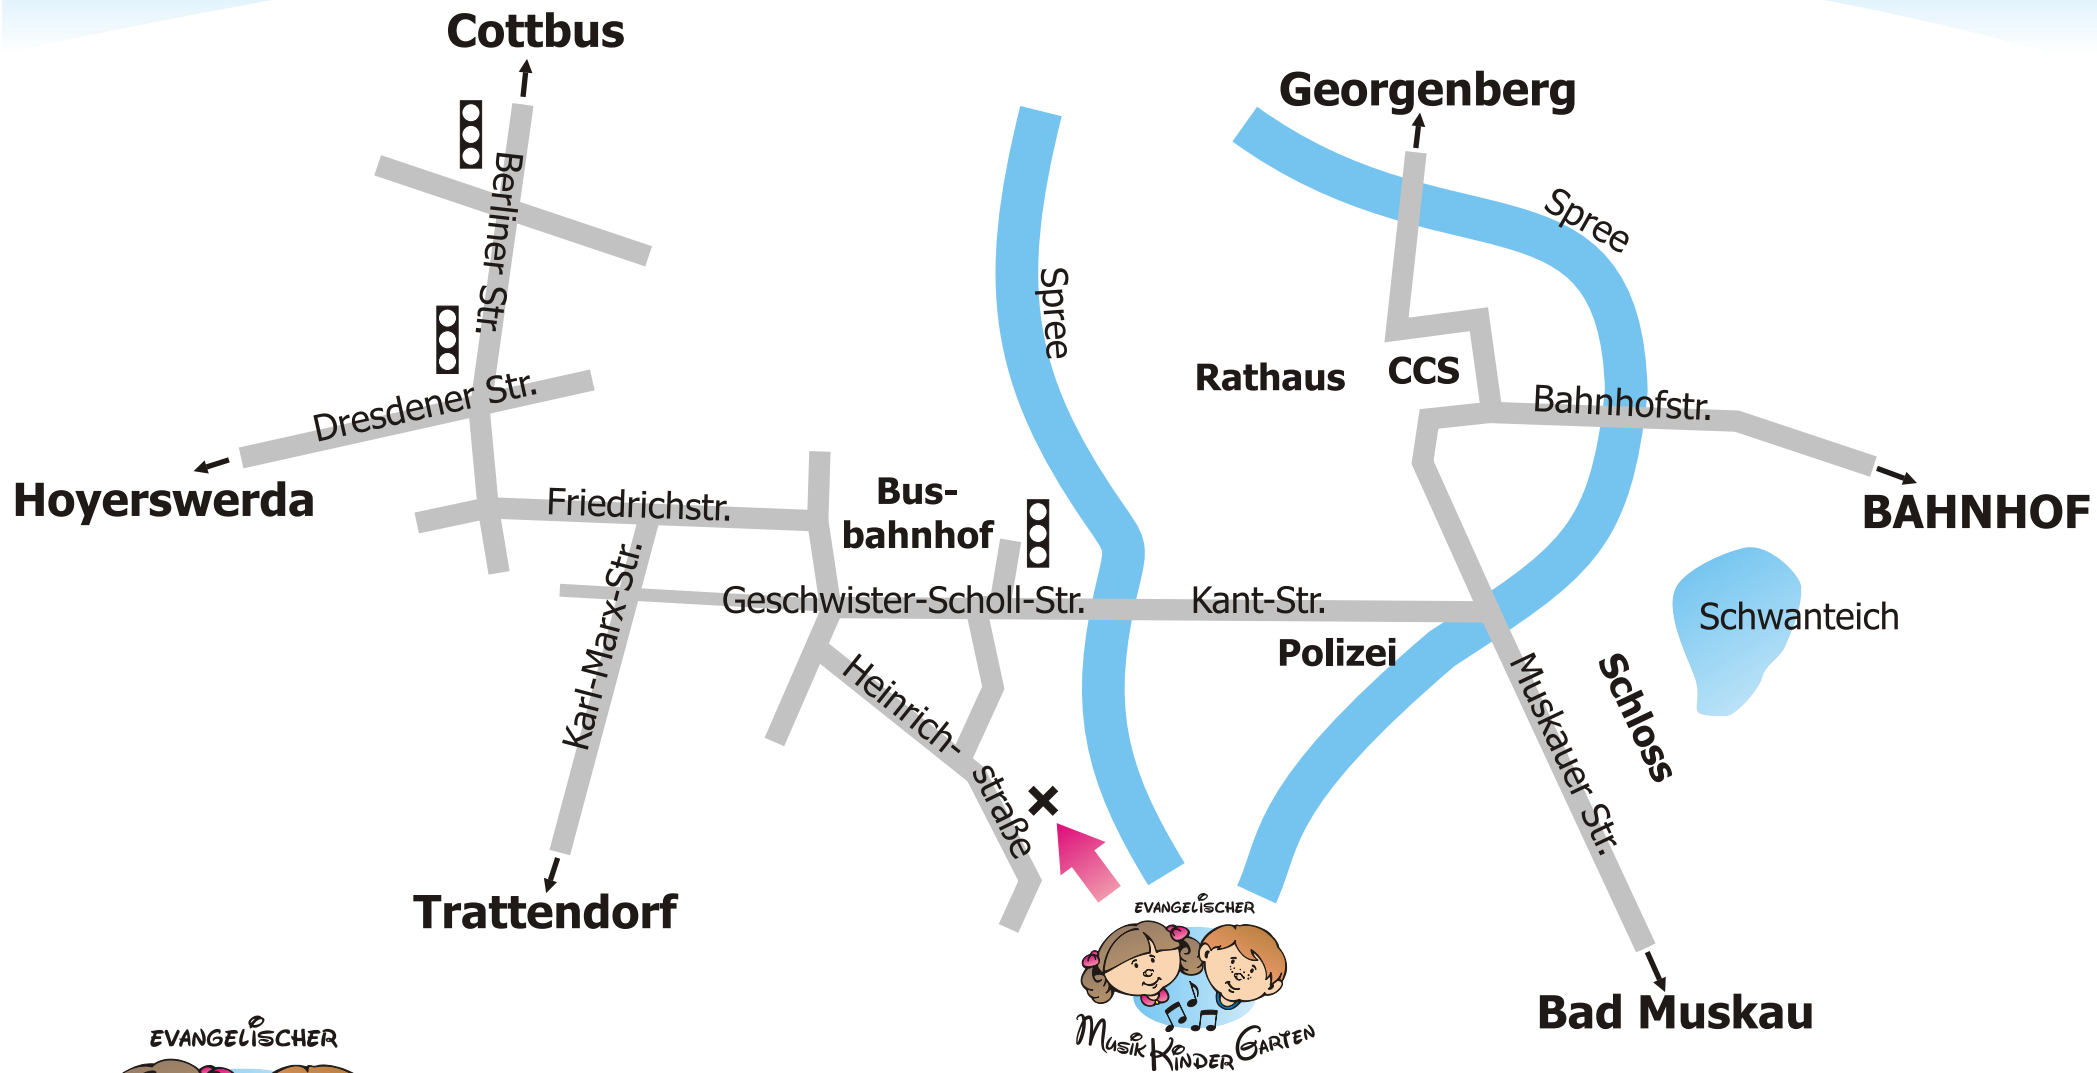 Cottbus
Georgenberg
Berliner Str.
Spree
Spree
Rathaus
CCS
Dresdener Str.
Bahnhofstr.
Hoyerswerda
Friedrichstr.
Bus-
bahnhof
BAHNHOF
Karl-Marx-Str.
Geschwister-Scholl-Str.
Kant-Str.
Schwanteich
Polizei
Heinrich-
straße
Muskauer Str.
Schloss
Trattendorf
EVANGELISCHER
MUSIK KINDER GARTEN
Bad Muskau
EVANGELISCHER